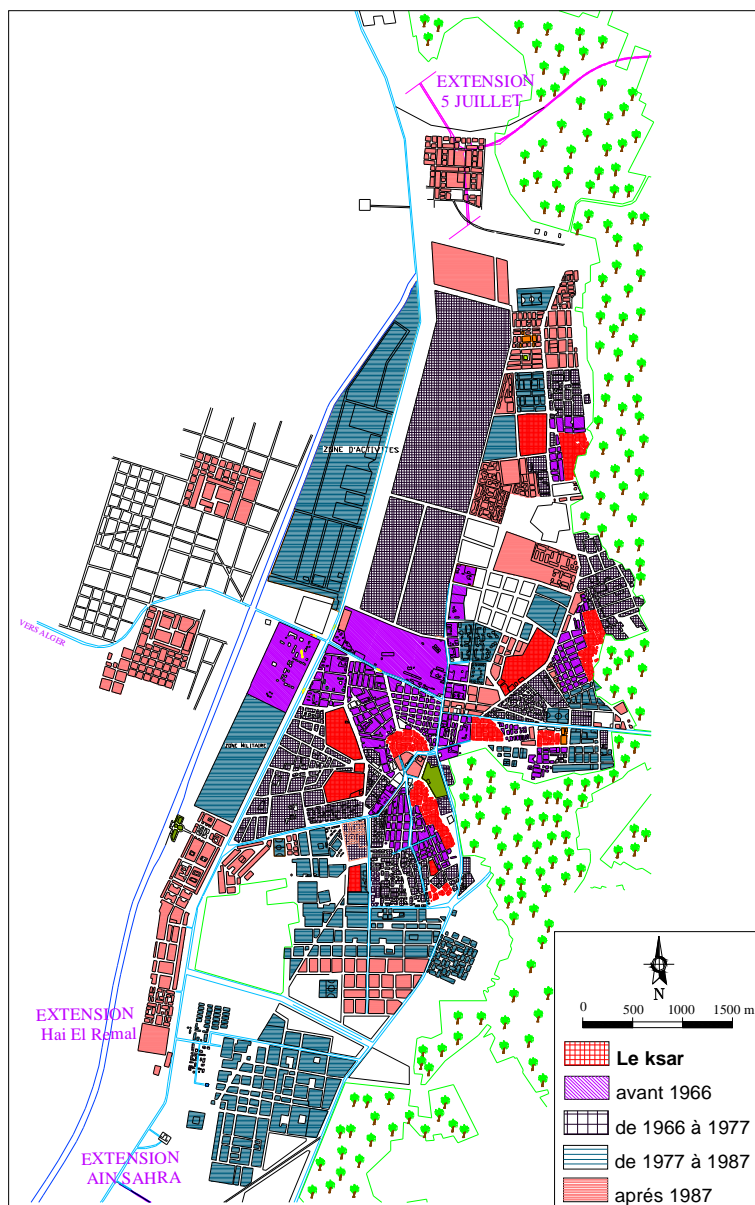 EXTENSION
5 JUILLET
ZONE D'ACTIVITES
VERS ALGER
ZONE MILITAIRE
EXTENSION
Hai El Remal
EXTENSION
AIN SAHRA
N
0 500 1000 1500 m
Le ksar
avant 1966
de 1966 à 1977
de 1977 à 1987
aprés 1987